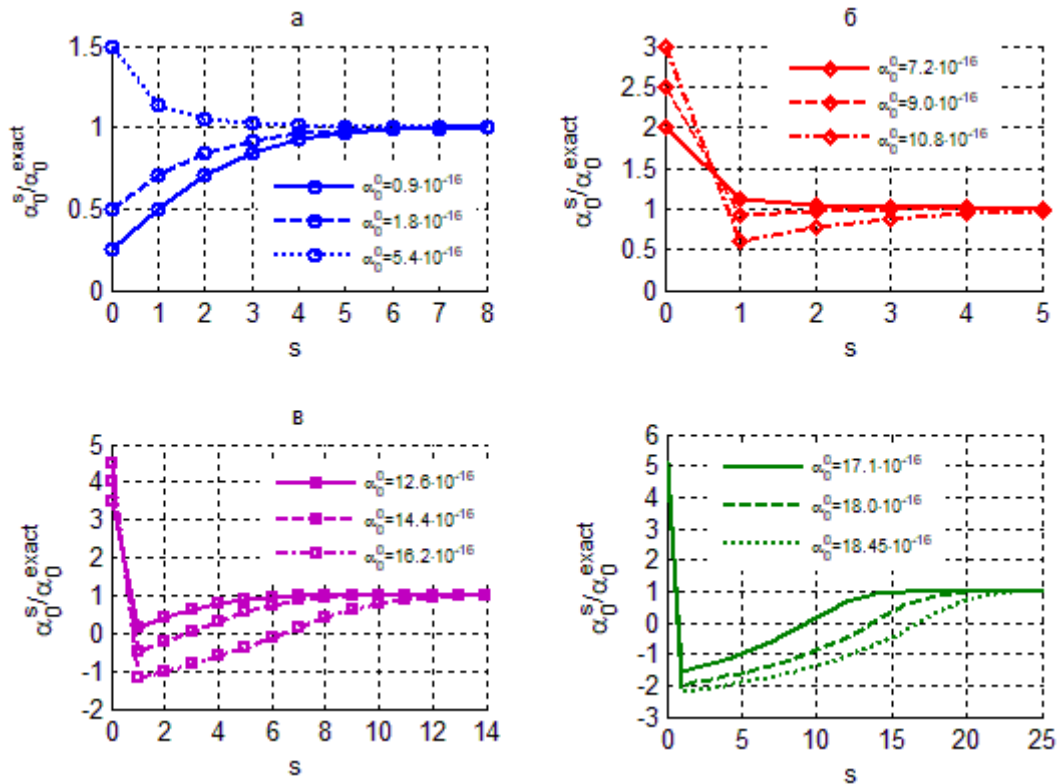 а
α₀ˢ/α₀ᵉˣᵃᶜᵗ
1.5
1
0.5
0
α₀⁰=0.9·10⁻¹⁶
α₀⁰=1.8·10⁻¹⁶
α₀⁰=5.4·10⁻¹⁶
0 1 2 3 4 5 6 7 8
s
б
α₀ˢ/α₀ᵉˣᵃᶜᵗ
3
2.5
2
1.5
1
0.5
0
α₀⁰=7.2·10⁻¹⁶
α₀⁰=9.0·10⁻¹⁶
α₀⁰=10.8·10⁻¹⁶
0 1 2 3 4 5
s
в
α₀ˢ/α₀ᵉˣᵃᶜᵗ
5
4
3
2
1
0
-1
-2
α₀⁰=12.6·10⁻¹⁶
α₀⁰=14.4·10⁻¹⁶
α₀⁰=16.2·10⁻¹⁶
0 2 4 6 8 10 12 14
s
α₀ˢ/α₀ᵉˣᵃᶜᵗ
6
5
4
3
2
1
0
-1
-2
-3
α₀⁰=17.1·10⁻¹⁶
α₀⁰=18.0·10⁻¹⁶
α₀⁰=18.45·10⁻¹⁶
0 5 10 15 20 25
s